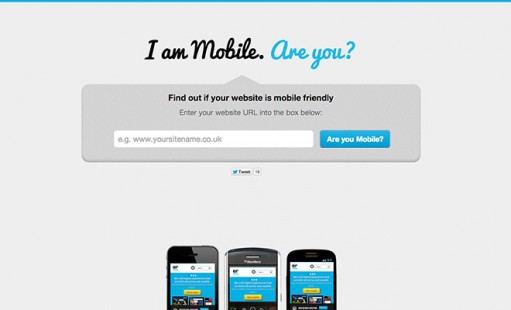 I am Mobile. Are you?
Find out if your website is mobile friendly
Enter your website URL into the box below:
e.g. www.yoursitename.co.uk
Are you Mobile?
Tweet
BlackBerry